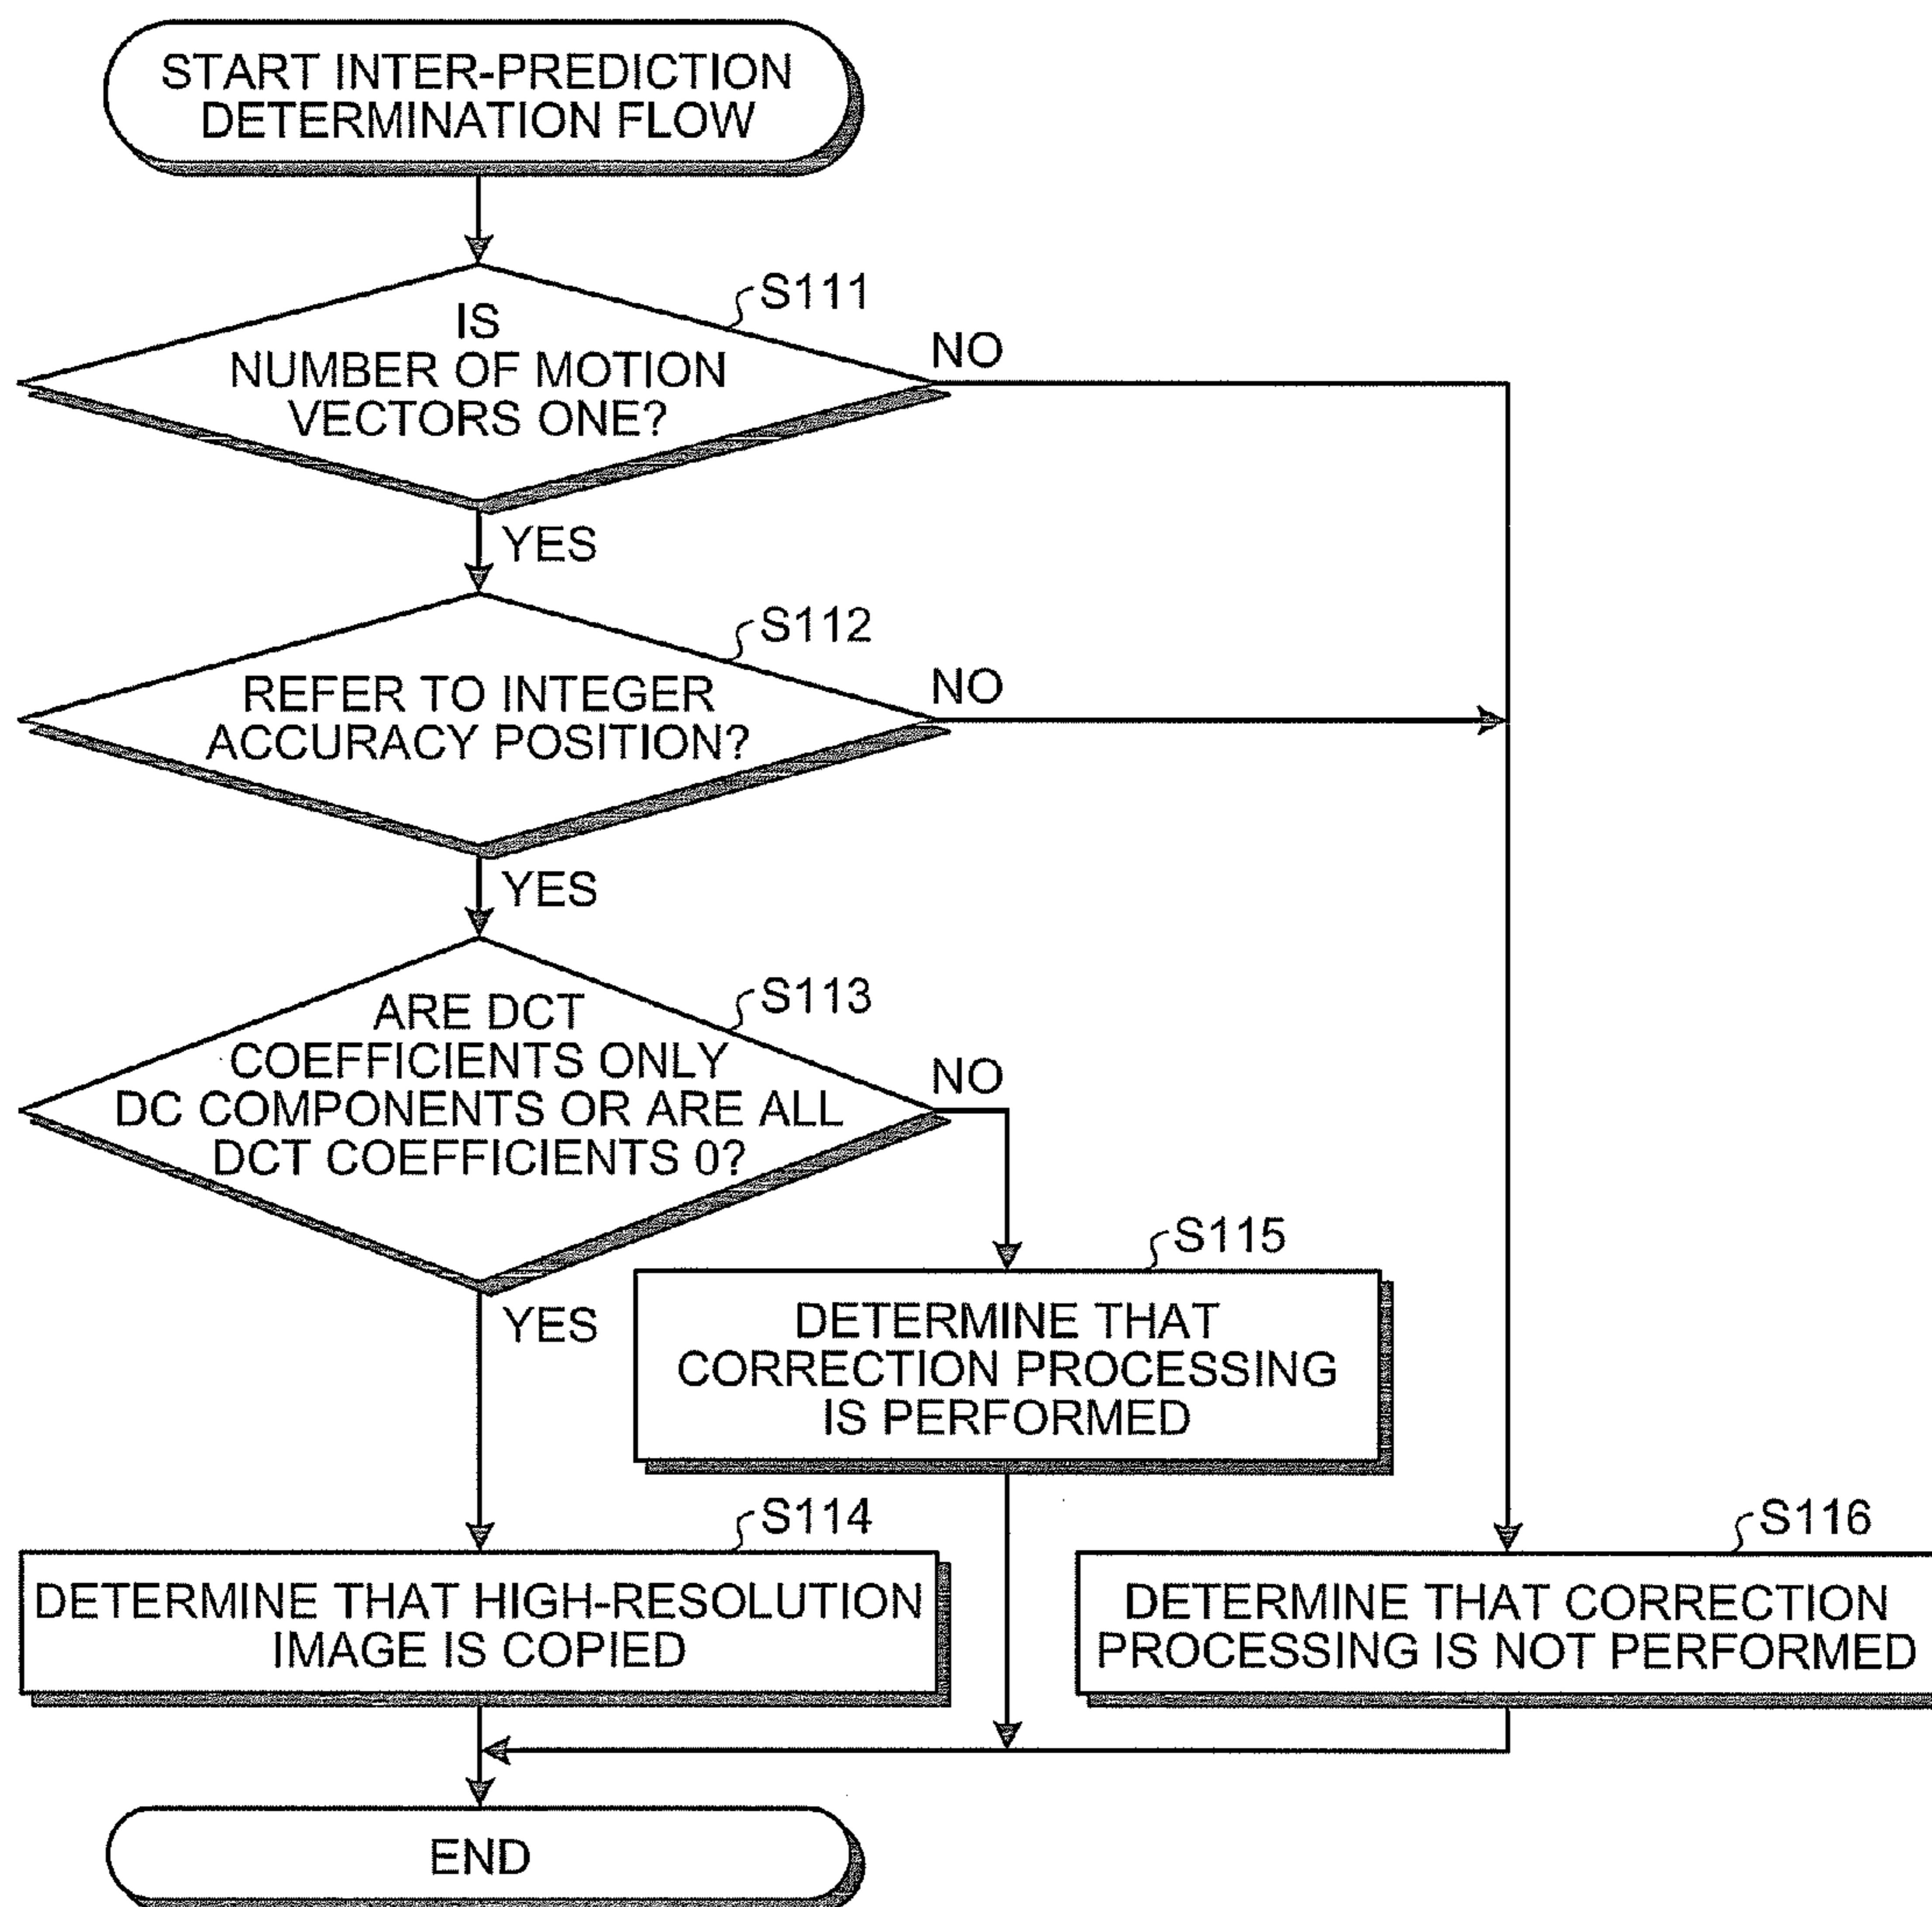 START INTER-PREDICTION
DETERMINATION FLOW
S111
IS
NUMBER OF MOTION
VECTORS ONE?
NO
YES
S112
REFER TO INTEGER
ACCURACY POSITION?
NO
YES
S113
ARE DCT
COEFFICIENTS ONLY
DC COMPONENTS OR ARE ALL
DCT COEFFICIENTS 0?
NO
YES
S115
DETERMINE THAT
CORRECTION PROCESSING
IS PERFORMED
S114
DETERMINE THAT HIGH-RESOLUTION
IMAGE IS COPIED
S116
DETERMINE THAT CORRECTION
PROCESSING IS NOT PERFORMED
END